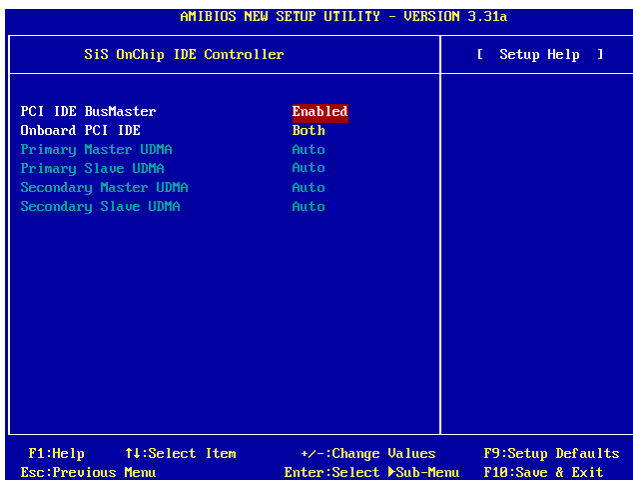 AMIBIOS NEW SETUP UTILITY - VERSION 3.31a
SiS OnChip IDE Controller
[ Setup Help ]
PCI IDE BusMaster Enabled
Onboard PCI IDE Both
Primary Master UDMA Auto
Primary Slave UDMA Auto
Secondary Master UDMA Auto
Secondary Slave UDMA Auto
F1:Help ↑↓:Select Item +/-:Change Values F9:Setup Defaults
Esc:Previous Menu Enter:Select ▶Sub-Menu F10:Save & Exit